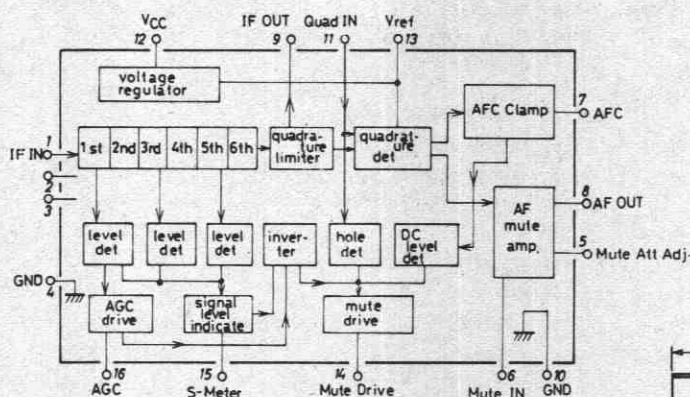 VCC IF OUT Quad IN Vref
12 9 11 13
voltage
regulator
AFC Clamp
7
AFC
1
IF IN
1st 2nd 3rd 4th 5th 6th
quadra-
ture
limiter
quadrat-
ure
det
2
3
8
AF OUT
AF
mute
amp.
5
Mute Att Adj.
level
det
level
det
level
det
inver-
ter
hole
det
DC
level
det
GND
4
AGC
drive
signal
level
indicate
mute
drive
16 15 14 6 10
AGC S-Meter Mute Drive Mute IN GND